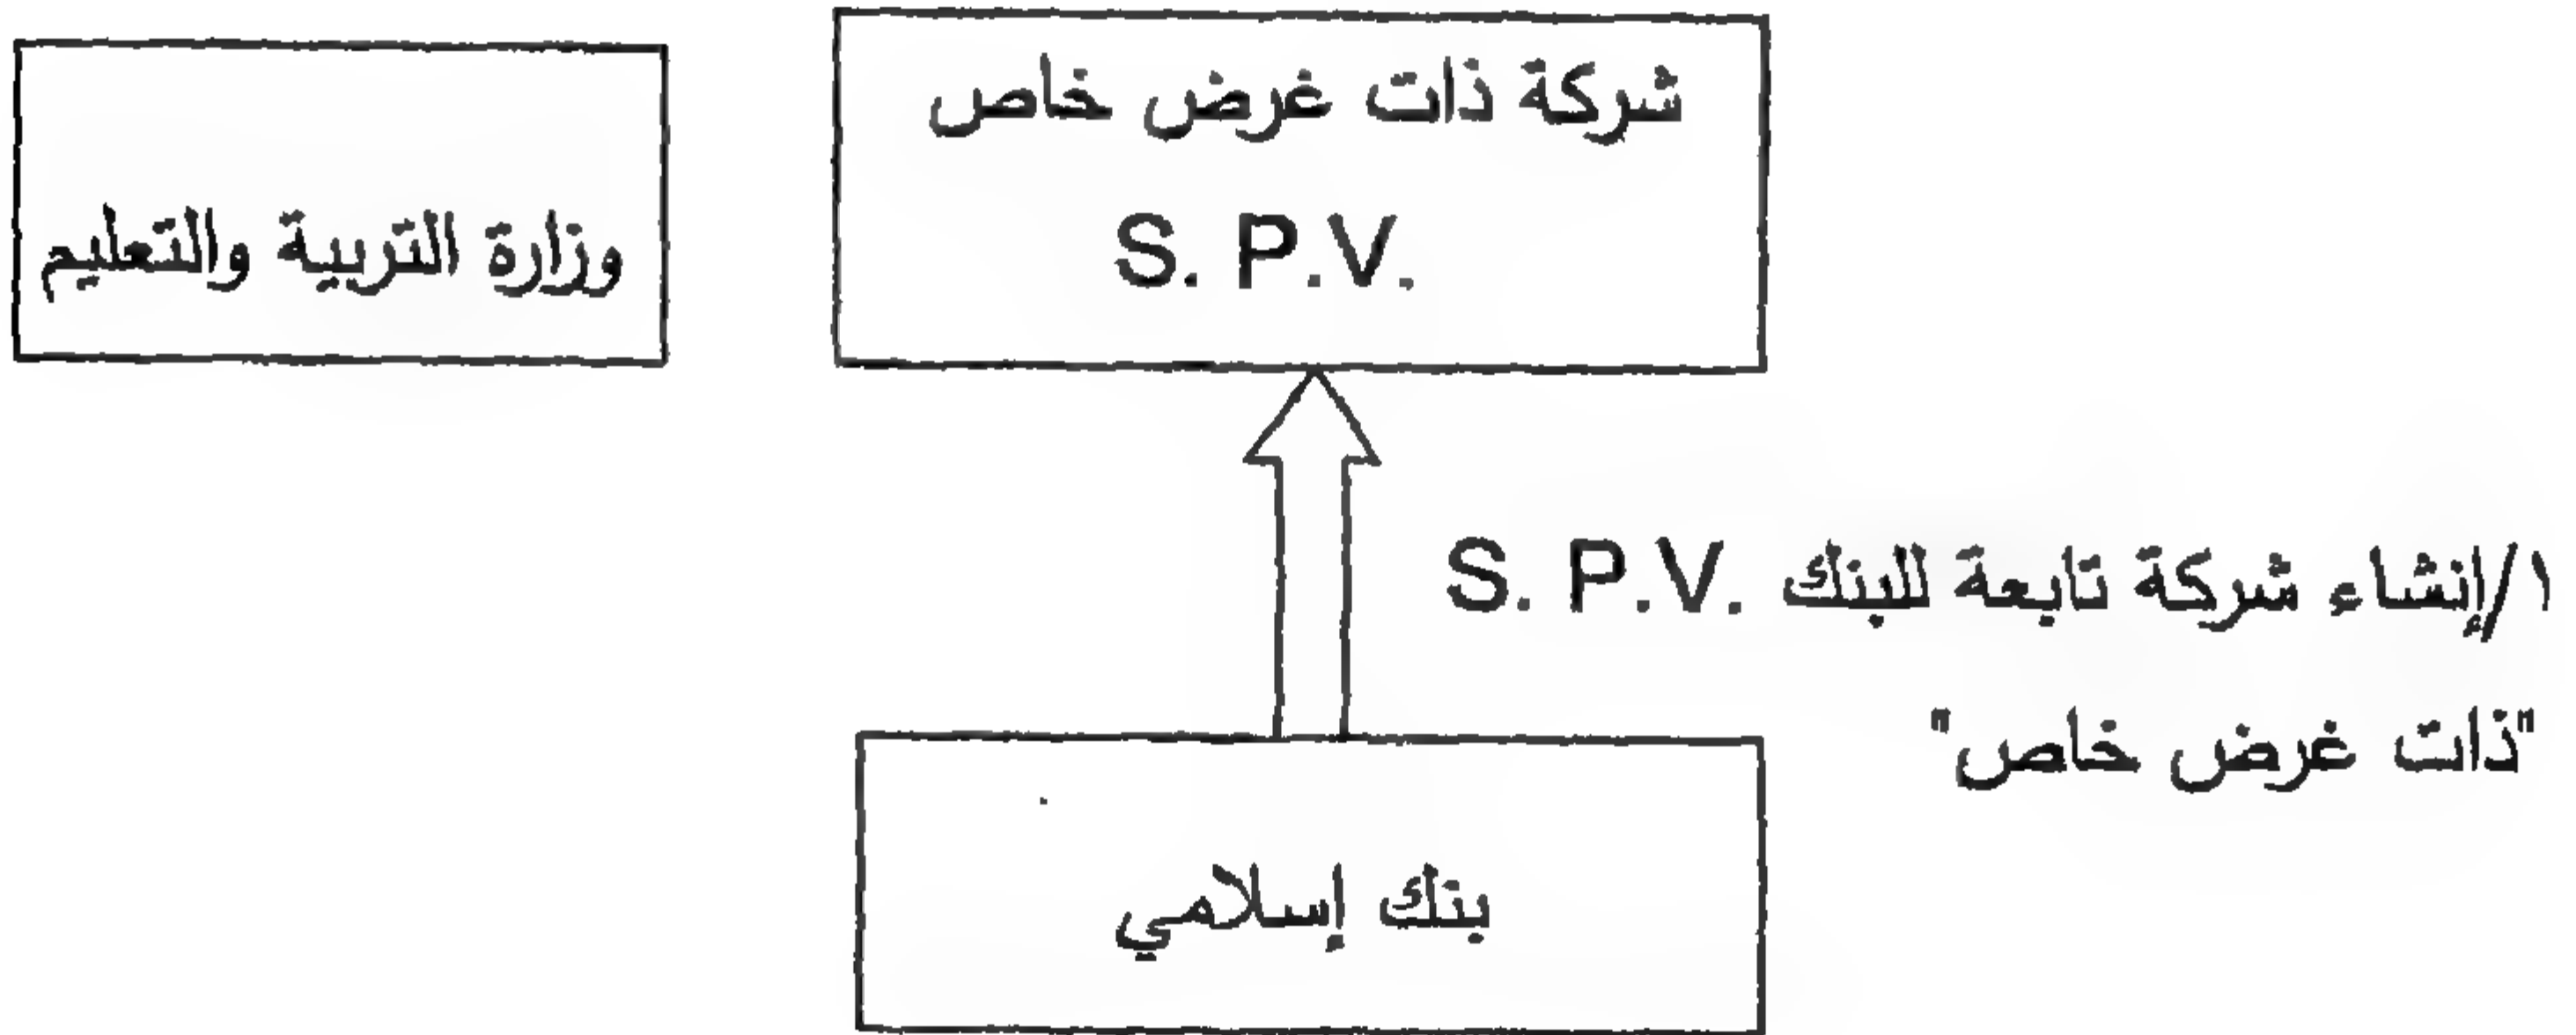 شركة ذات غرض خاص
S. P.V.
وزارة التربية والتعليم
١/إنشاء شركة تابعة للبنك S. P.V.
"ذات غرض خاص"
بنك إسلامي